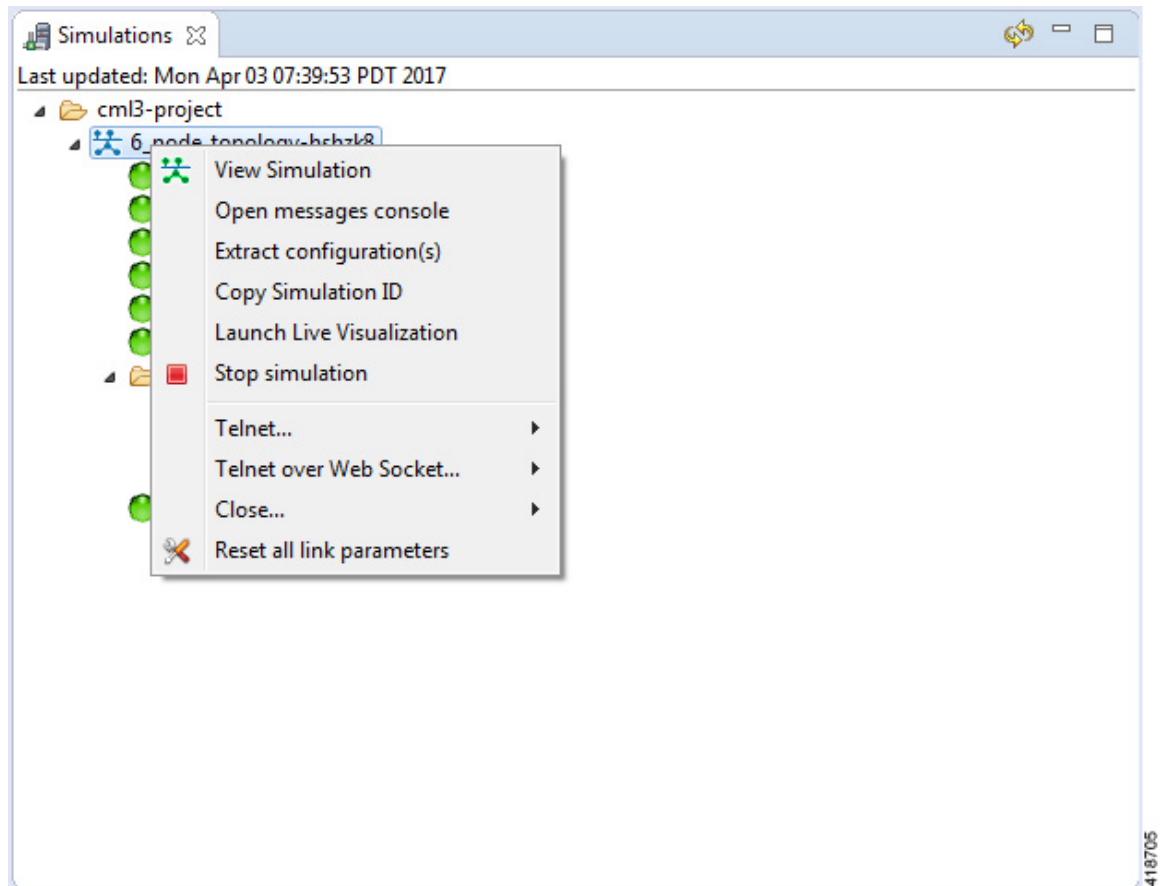 Simulations
Last updated: Mon Apr 03 07:39:53 PDT 2017
cml3-project
6_node_topology-hshzk8
View Simulation
Open messages console
Extract configuration(s)
Copy Simulation ID
Launch Live Visualization
Stop simulation
Telnet...
Telnet over Web Socket...
Close...
Reset all link parameters
418705